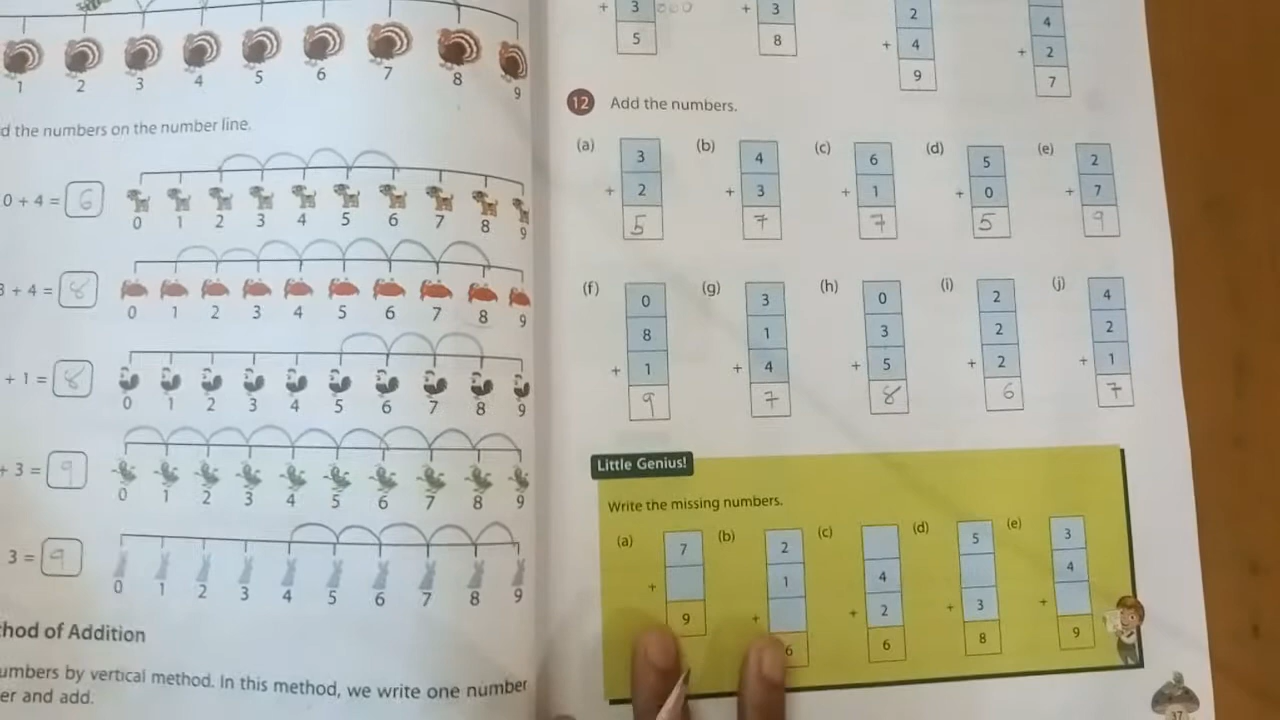 1 2 3 4 5 6 7 8 9
d the numbers on the number line.
0 + 4 = 6
0 1 2 3 4 5 6 7 8 9
3 + 4 = 8
0 1 2 3 4 5 6 7 8 9
+ 1 = 8
0 1 2 3 4 5 6 7 8 9
+ 3 = 9
0 1 2 3 4 5 6 7 8 9
3 = 9
0 1 2 3 4 5 6 7 8 9
thod of Addition
umbers by vertical method. In this method, we write one number
er and add.
+ 3 + 3 2 4
5 8 + 4 + 2
9 7
12 Add the numbers.
(a) 3 (b) 4 (c) 6 (d) 5 (e) 2
+ 2 + 3 + 1 + 0 + 7
5 7 7 5 9
(f) 0 (g) 3 (h) 0 (i) 2 (j) 4
8 1 3 2 2
+ 1 + 4 + 5 + 2 + 1
9 7 8 6 7
Little Genius!
Write the missing numbers.
(a) 7 (b) 2 (c) (d) 5 (e) 3
+ 1 4 4
+ + 2 + 3 +
9 6 6 8 9
37